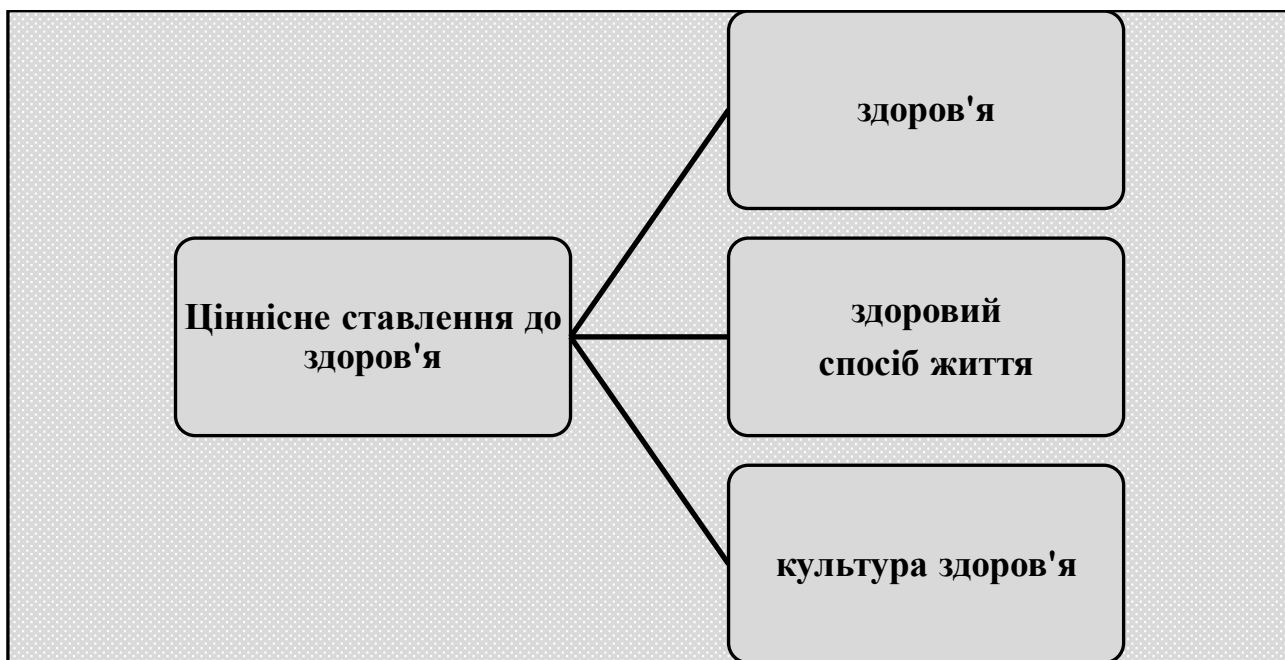 здоров'я
Ціннісне ставлення до
здоров'я
здоровий
спосіб життя
культура здоров'я